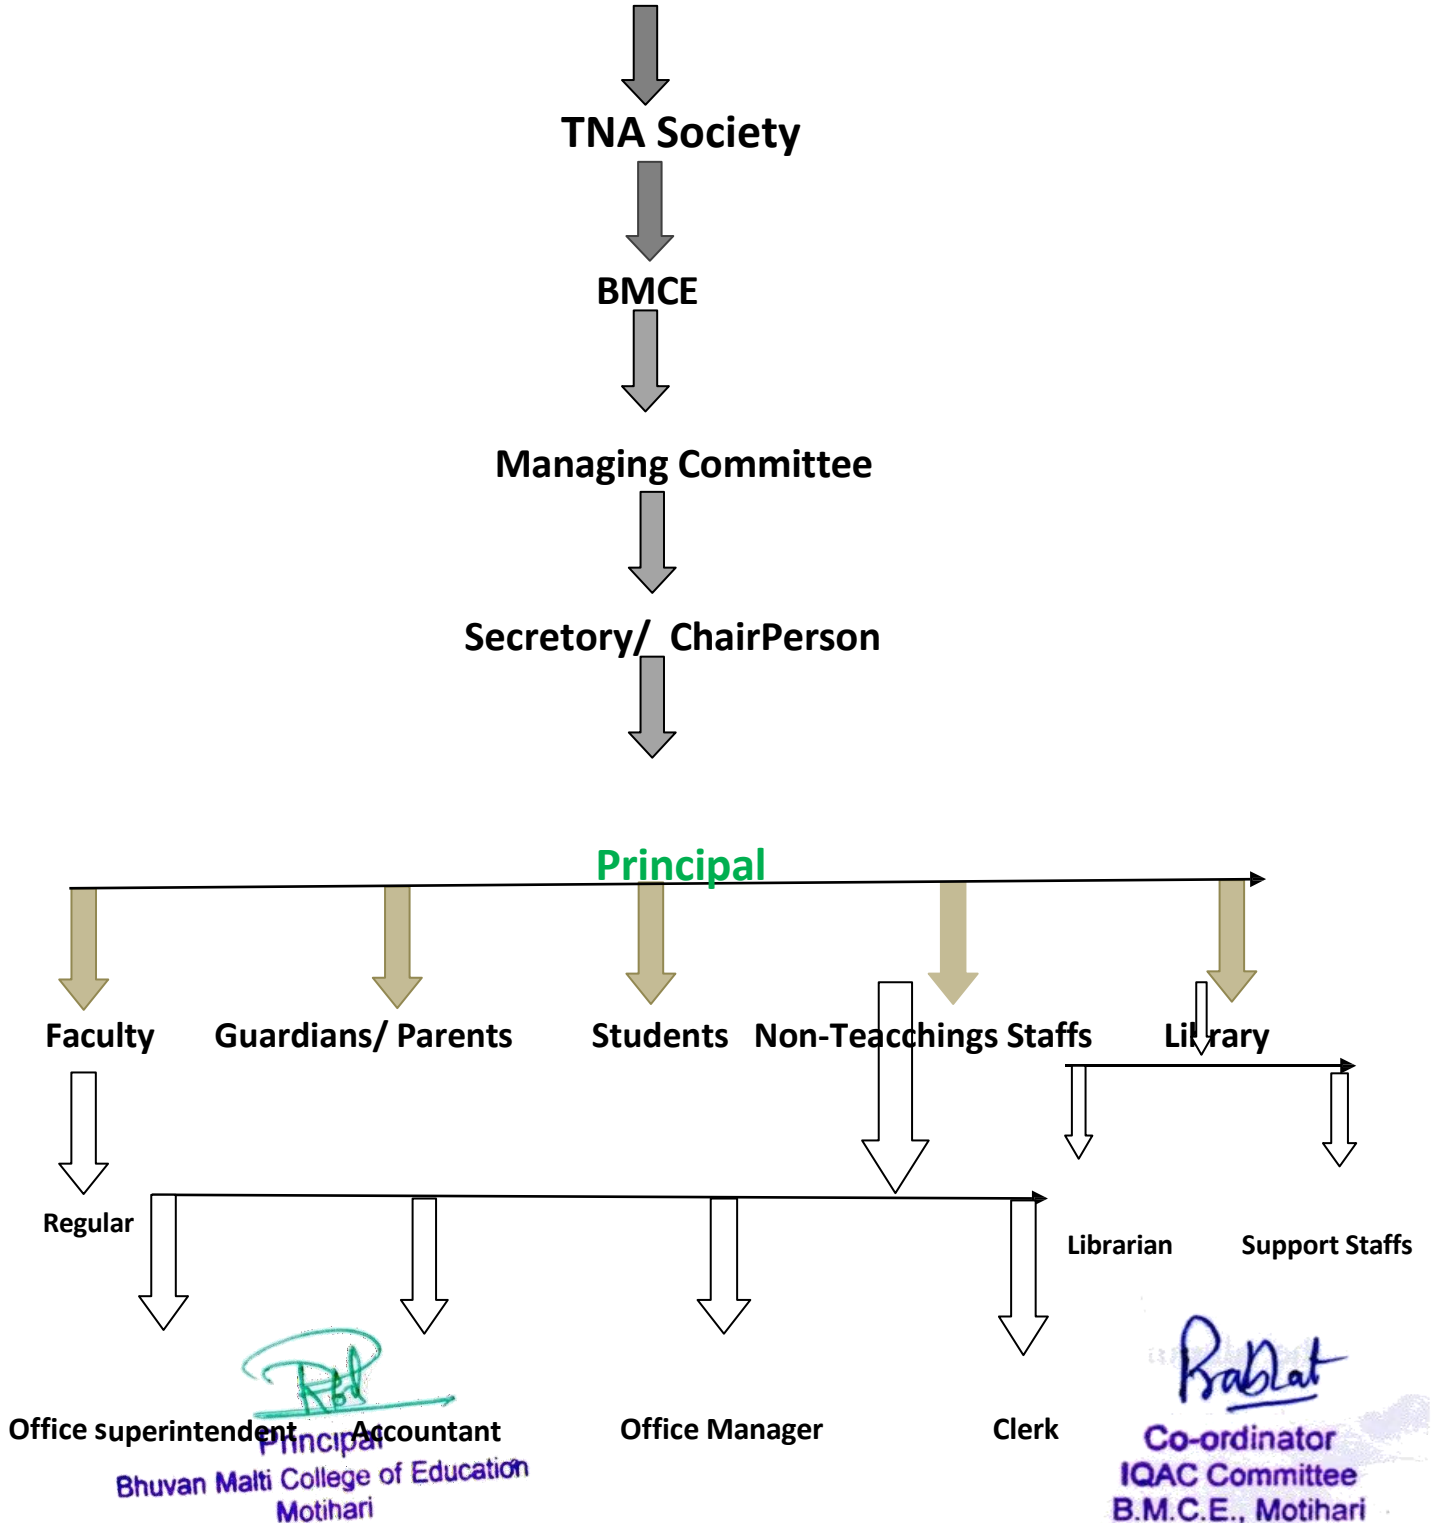 TNA Society
BMCE
Managing Committee
Secretory/ ChairPerson
Principal
Faculty Guardians/ Parents Students Non-Teacchings Staffs Library
Regular
Librarian Support Staffs
Office superintendent Accountant Office Manager Clerk
Principal
Bhuvan Malti College of Education
Motihari
Co-ordinator
IQAC Committee
B.M.C.E., Motihari